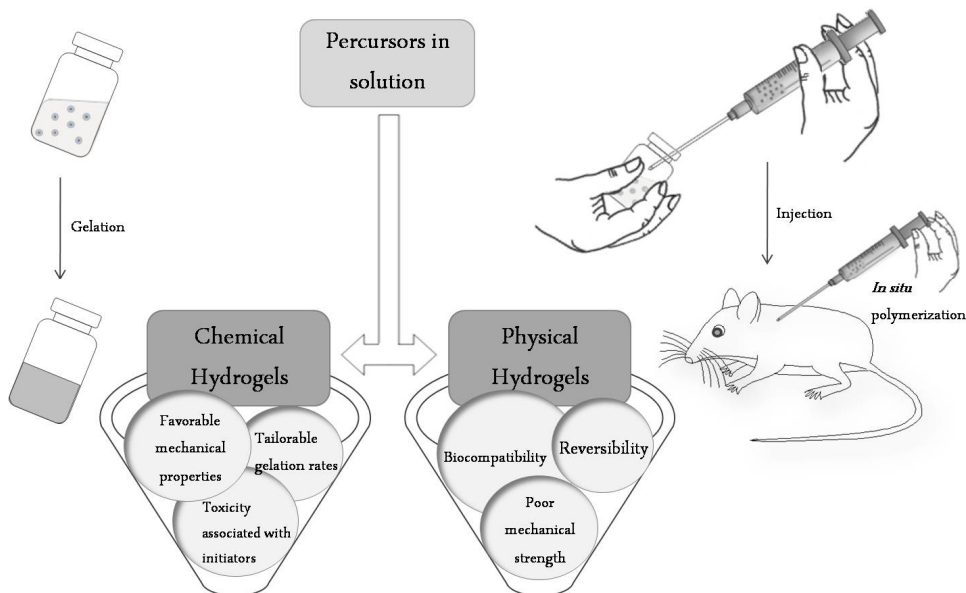 Percursors in
solution
Gelation
Injection
In situ
polymerization
Chemical
Hydrogels
Physical
Hydrogels
Favorable
mechanical
properties
Tailorable
gelation rates
Toxicity
associated with
initiators
Biocompatibility
Reversibility
Poor
mechanical
strength